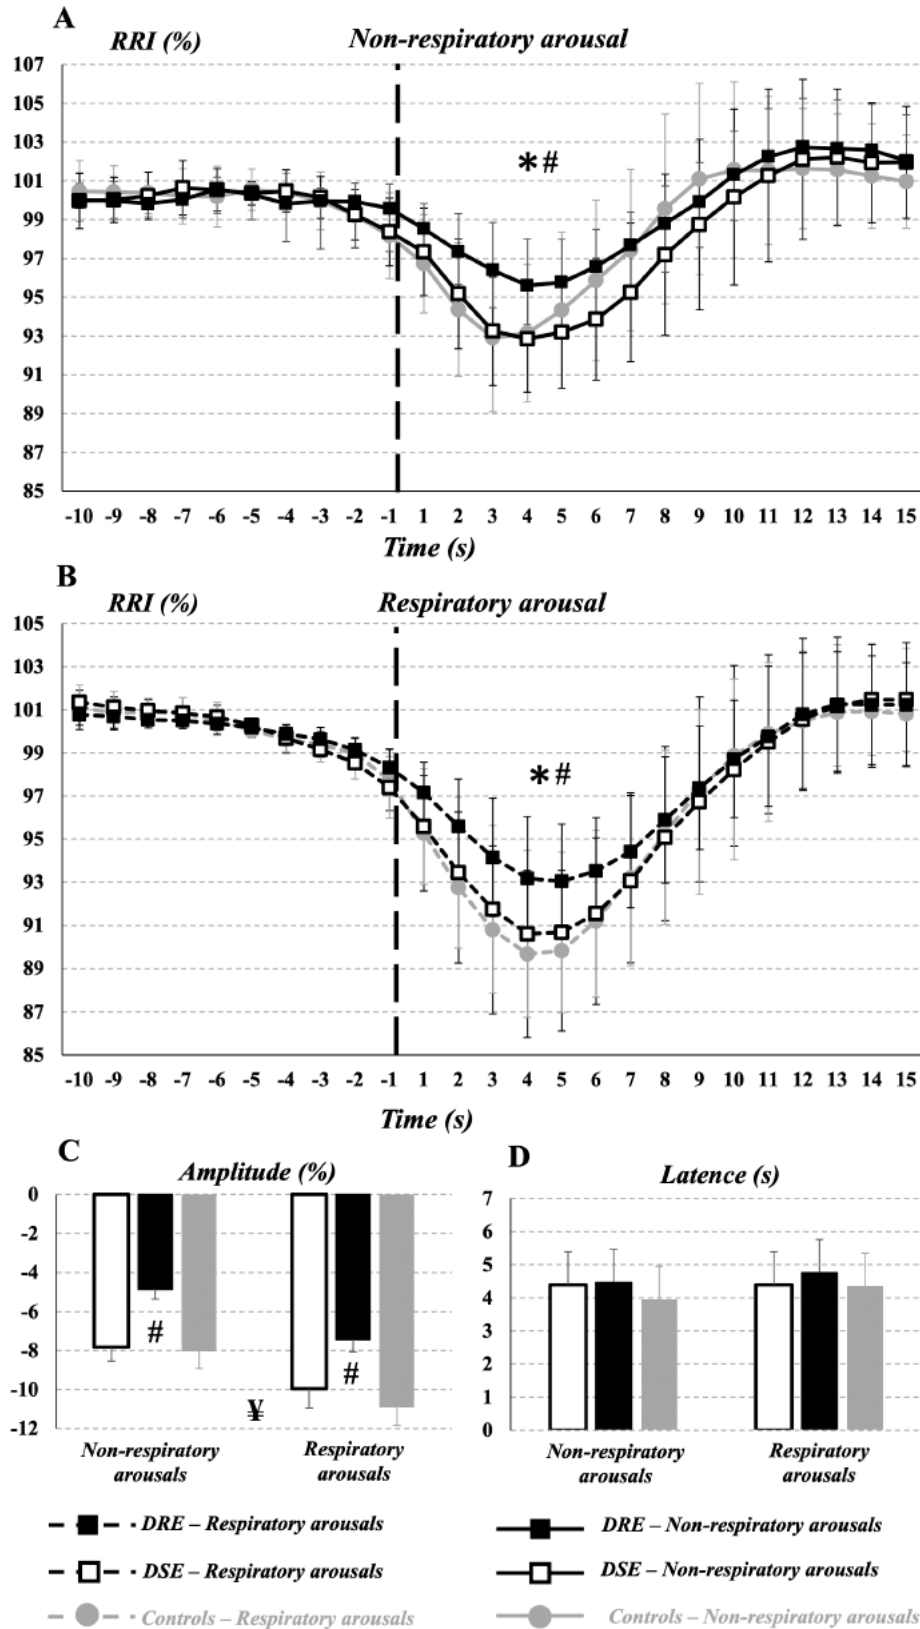 A
RRI (%)
Non-respiratory arousal
107
105
103
101
99
97
95
93
91
89
87
85
*#
-10 -9 -8 -7 -6 -5 -4 -3 -2 -1 1 2 3 4 5 6 7 8 9 10 11 12 13 14 15
Time (s)
B
RRI (%)
Respiratory arousal
105
103
101
99
97
95
93
91
89
87
85
*#
-10 -9 -8 -7 -6 -5 -4 -3 -2 -1 1 2 3 4 5 6 7 8 9 10 11 12 13 14 15
Time (s)
C
Amplitude (%)
0
-2
-4
-6
-8
-10
-12
#
#
¥
Non-respiratory
arousals
Respiratory
arousals
D
Latence (s)
7
6
5
4
3
2
1
0
Non-respiratory
arousals
Respiratory
arousals
DRE – Respiratory arousals
DRE – Non-respiratory arousals
DSE – Respiratory arousals
DSE – Non-respiratory arousals
Controls – Respiratory arousals
Controls – Non-respiratory arousals